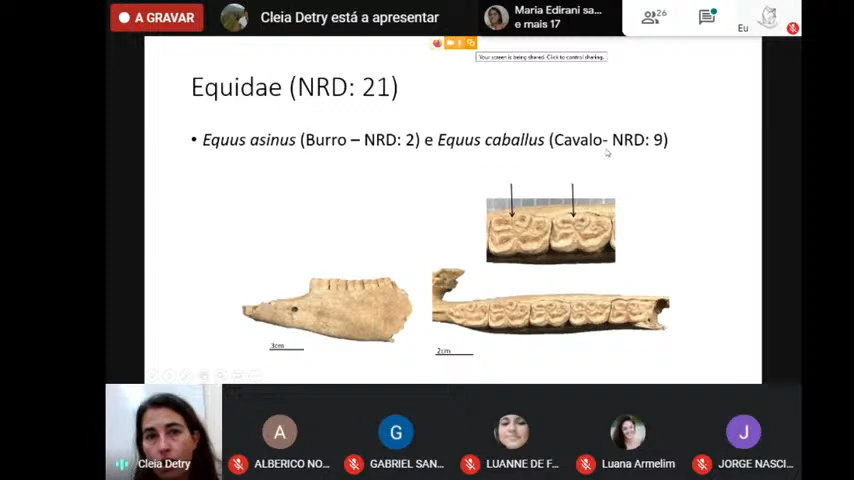 A GRAVAR
Cleia Detry está a apresentar
Maria Edirani sa...
e mais 17
26
Eu
Your screen is being shared. Click to control sharing.
Equidae (NRD: 21)
• Equus asinus (Burro – NRD: 2) e Equus caballus (Cavalo- NRD: 9)
3cm
2cm
Cleia Detry
A
ALBERICO NO...
G
GABRIEL SAN...
LUANNE DE F...
Luana Armelim
J
JORGE NASCI...